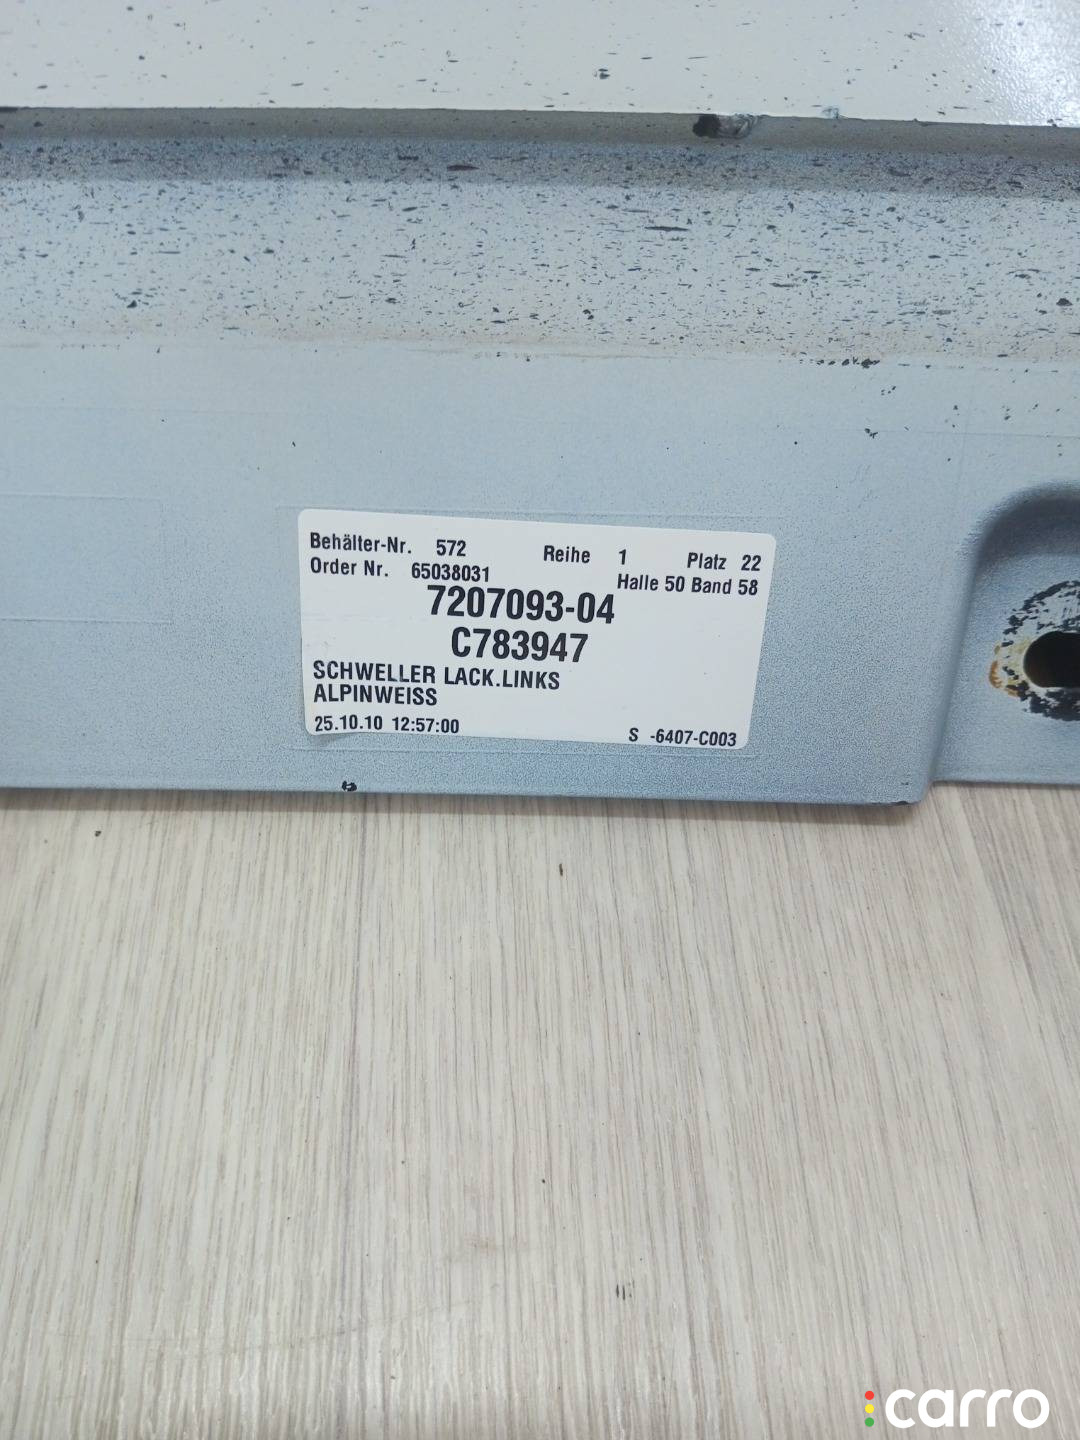 Behälter-Nr. 572 Reihe 1 Platz 22
Order Nr. 65038031 Halle 50 Band 58
7207093-04
C783947
SCHWELLER LACK.LINKS
ALPINWEISS
25.10.10 12:57:00 S -6407-C003
carro